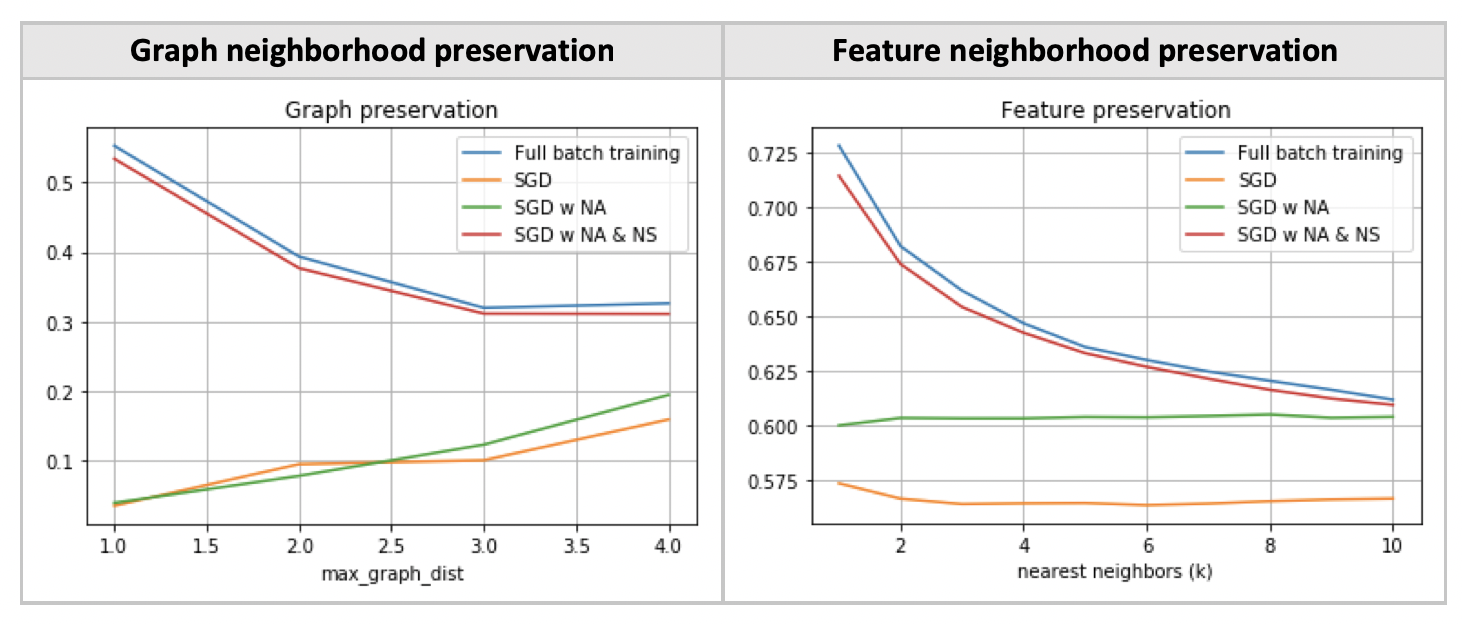 Graph neighborhood preservation
Feature neighborhood preservation
Graph preservation
Full batch training
SGD
SGD w NA
SGD w NA & NS
0.5
0.4
0.3
0.2
0.1
1.0 1.5 2.0 2.5 3.0 3.5 4.0
max_graph_dist
Feature preservation
Full batch training
SGD
SGD w NA
SGD w NA & NS
0.725
0.700
0.675
0.650
0.625
0.600
0.575
2 4 6 8 10
nearest neighbors (k)